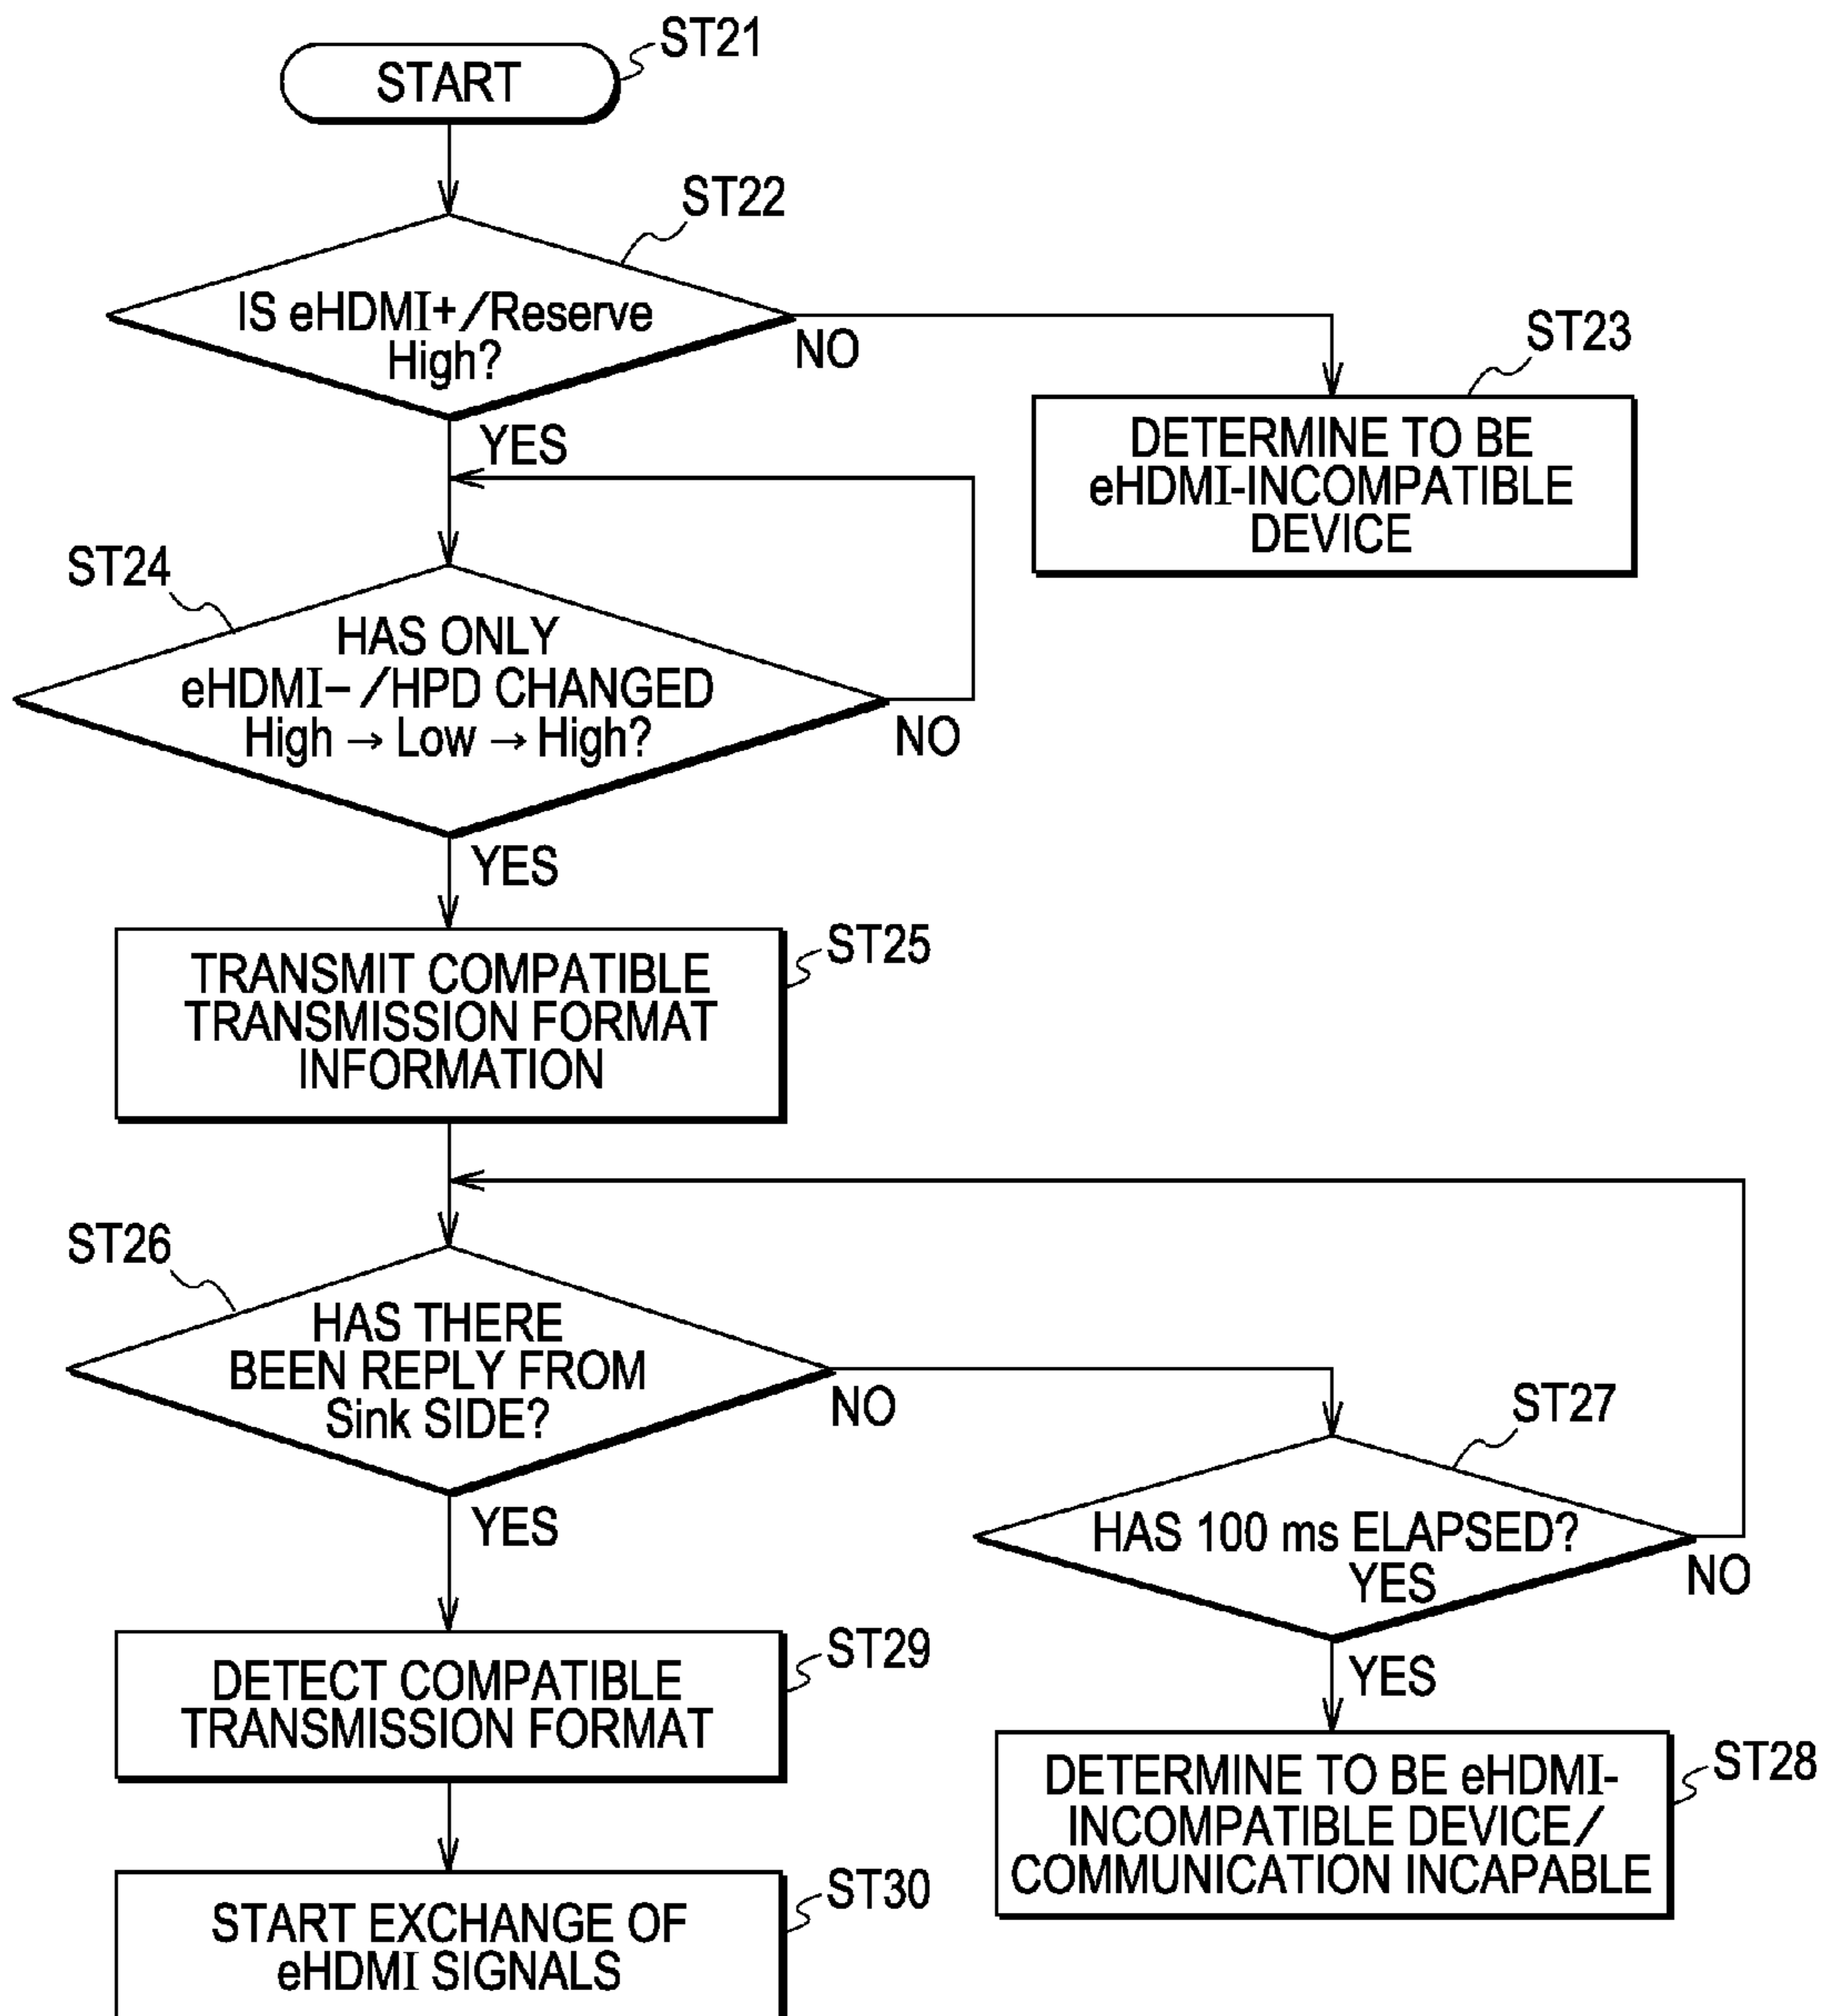 START
ST21
IS eHDMI+/Reserve
High?
ST22
NO
YES
DETERMINE TO BE
eHDMI-INCOMPATIBLE
DEVICE
ST23
HAS ONLY
eHDMI– /HPD CHANGED
High → Low → High?
ST24
NO
YES
TRANSMIT COMPATIBLE
TRANSMISSION FORMAT
INFORMATION
ST25
HAS THERE
BEEN REPLY FROM
Sink SIDE?
ST26
NO
YES
HAS 100 ms ELAPSED?
YES
ST27
NO
YES
DETERMINE TO BE eHDMI-
INCOMPATIBLE DEVICE/
COMMUNICATION INCAPABLE
ST28
DETECT COMPATIBLE
TRANSMISSION FORMAT
ST29
START EXCHANGE OF
eHDMI SIGNALS
ST30